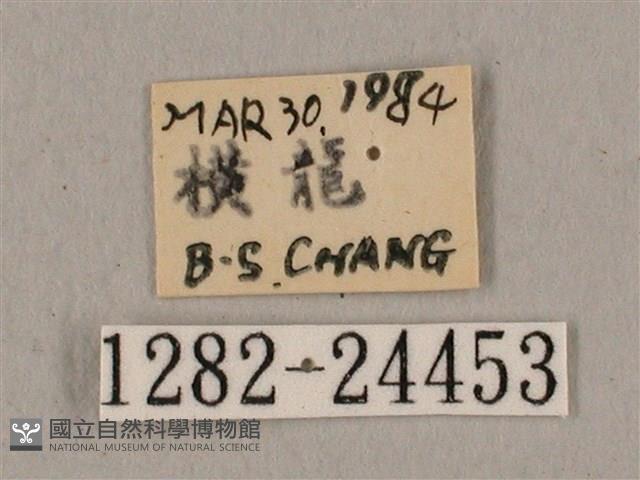 MAR 30. 1984
橫龍
B-S. CHANG
1282-24453
國立自然科學博物館
NATIONAL MUSEUM OF NATURAL SCIENCE